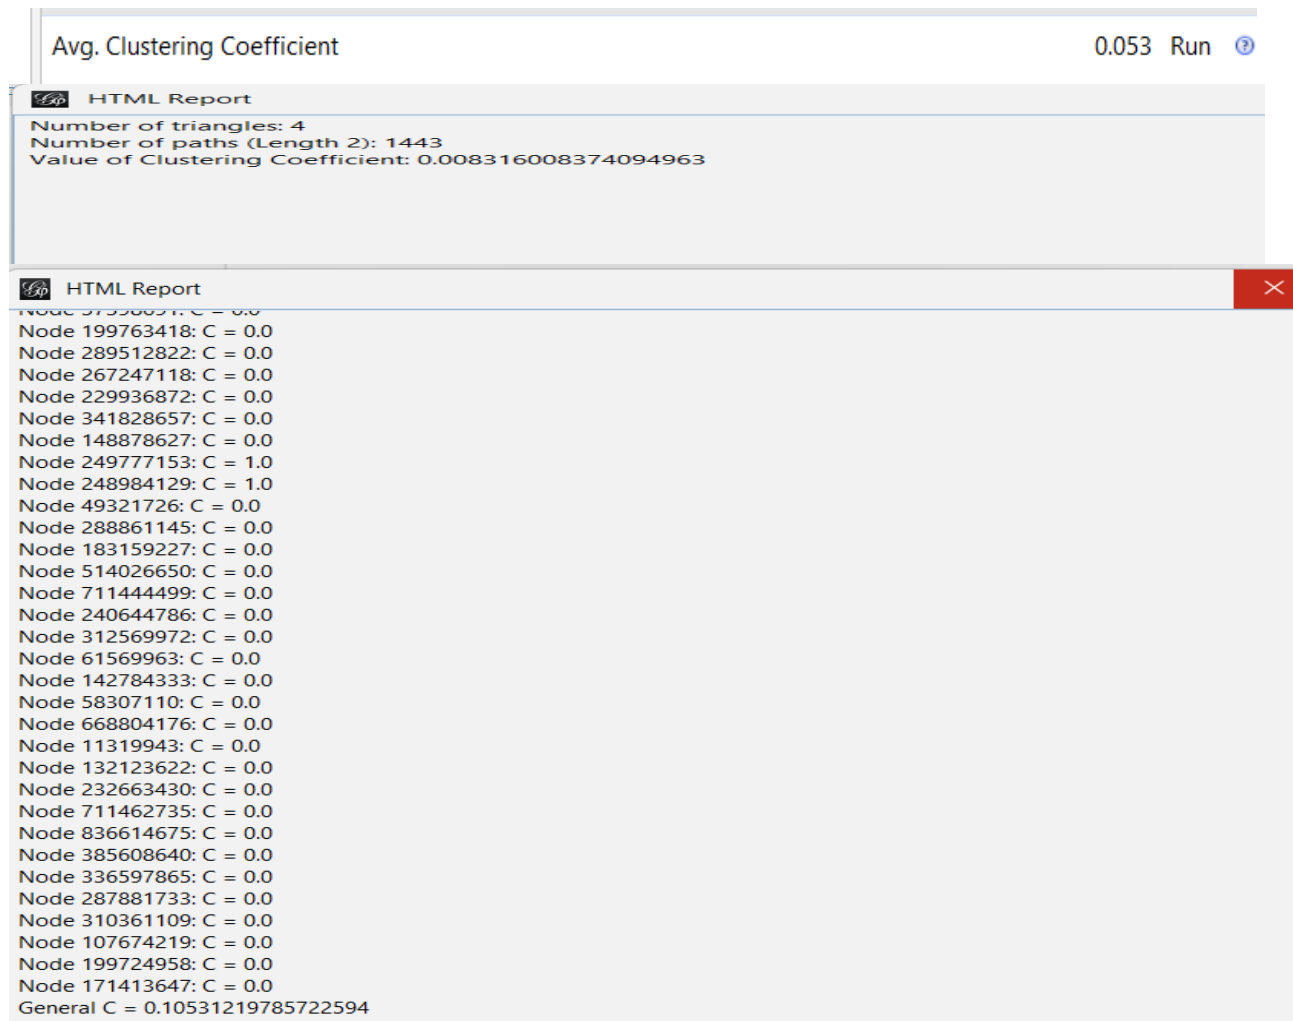 Avg. Clustering Coefficient 0.053 Run ?
HTML Report
Number of triangles: 4
Number of paths (Length 2): 1443
Value of Clustering Coefficient: 0.008316008374094963
HTML Report
Node 199763418: C = 0.0
Node 289512822: C = 0.0
Node 267247118: C = 0.0
Node 229936872: C = 0.0
Node 341828657: C = 0.0
Node 148878627: C = 0.0
Node 249777153: C = 1.0
Node 248984129: C = 1.0
Node 49321726: C = 0.0
Node 288861145: C = 0.0
Node 183159227: C = 0.0
Node 514026650: C = 0.0
Node 711444499: C = 0.0
Node 240644786: C = 0.0
Node 312569972: C = 0.0
Node 61569963: C = 0.0
Node 142784333: C = 0.0
Node 58307110: C = 0.0
Node 668804176: C = 0.0
Node 11319943: C = 0.0
Node 132123622: C = 0.0
Node 232663430: C = 0.0
Node 711462735: C = 0.0
Node 836614675: C = 0.0
Node 385608640: C = 0.0
Node 336597865: C = 0.0
Node 287881733: C = 0.0
Node 310361109: C = 0.0
Node 107674219: C = 0.0
Node 199724958: C = 0.0
Node 171413647: C = 0.0
General C = 0.10531219785722594